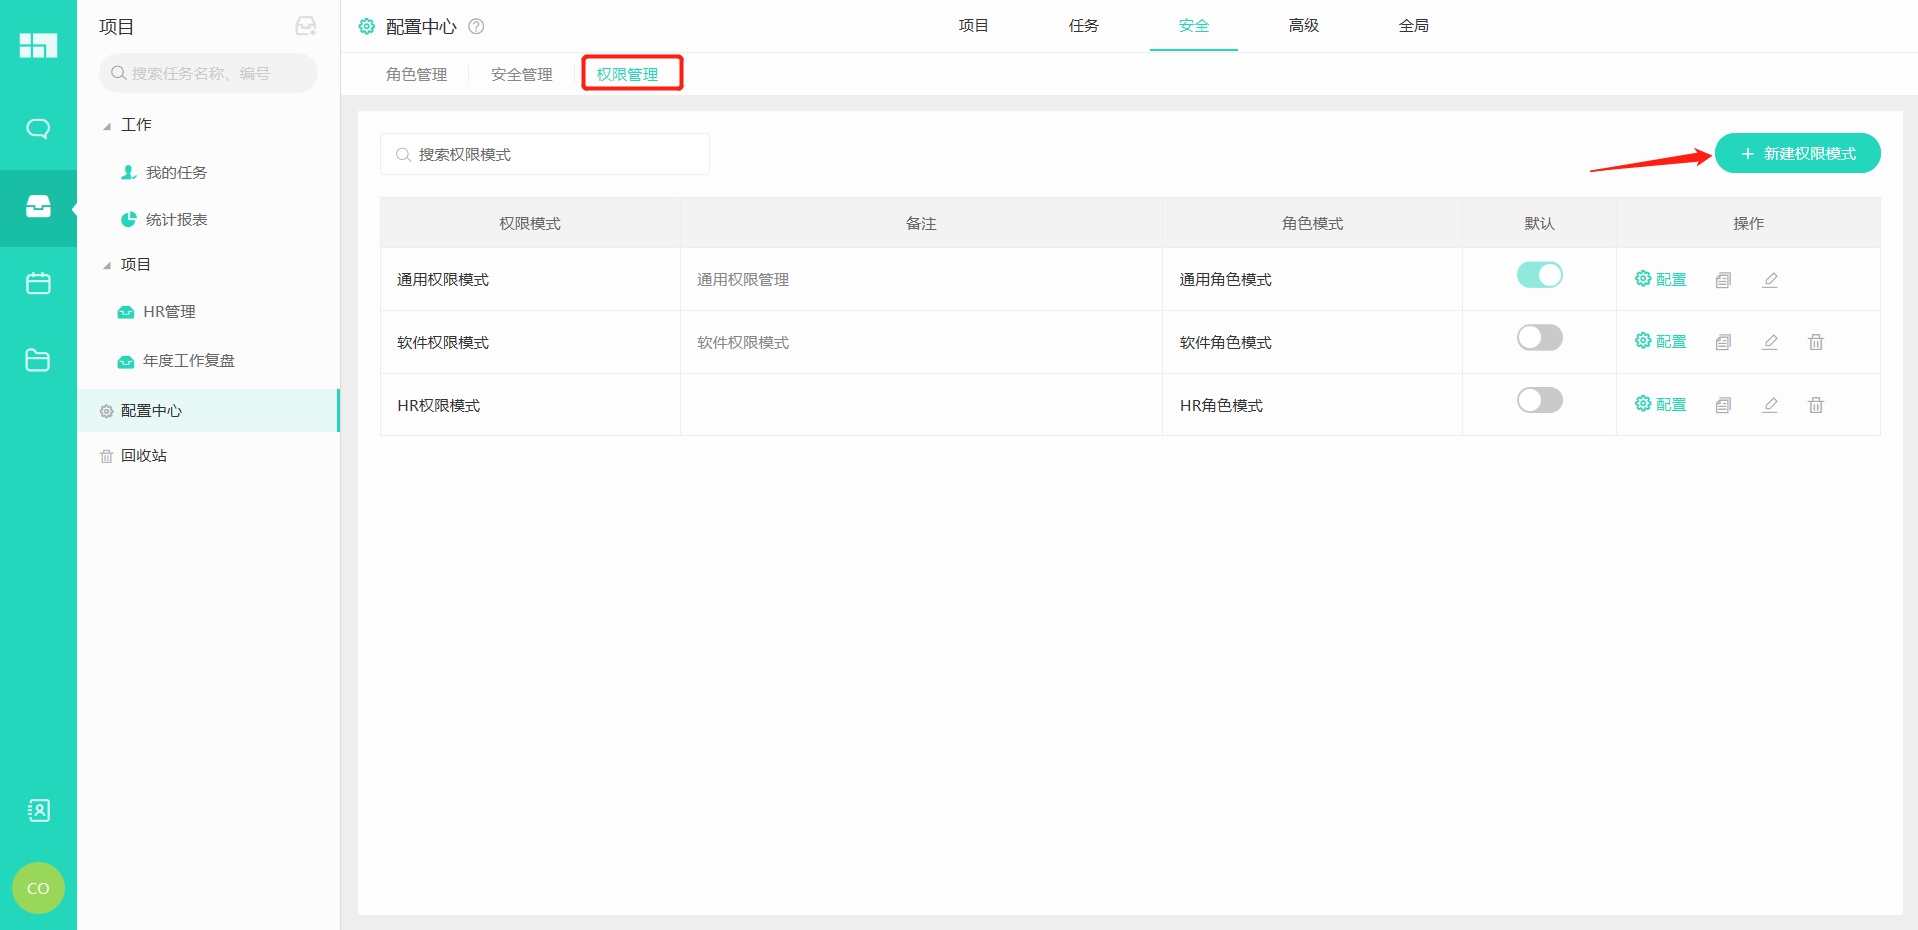 项目
搜索任务名称、编号
工作
我的任务
统计报表
项目
HR管理
年度工作复盘
配置中心
回收站
CO
配置中心 ?
项目 任务 安全 高级 全局
角色管理 安全管理 权限管理
搜索权限模式
+ 新建权限模式
权限模式 备注 角色模式 默认 操作
通用权限模式 通用权限管理 通用角色模式 配置
软件权限模式 软件权限模式 软件角色模式 配置
HR权限模式 HR角色模式 配置